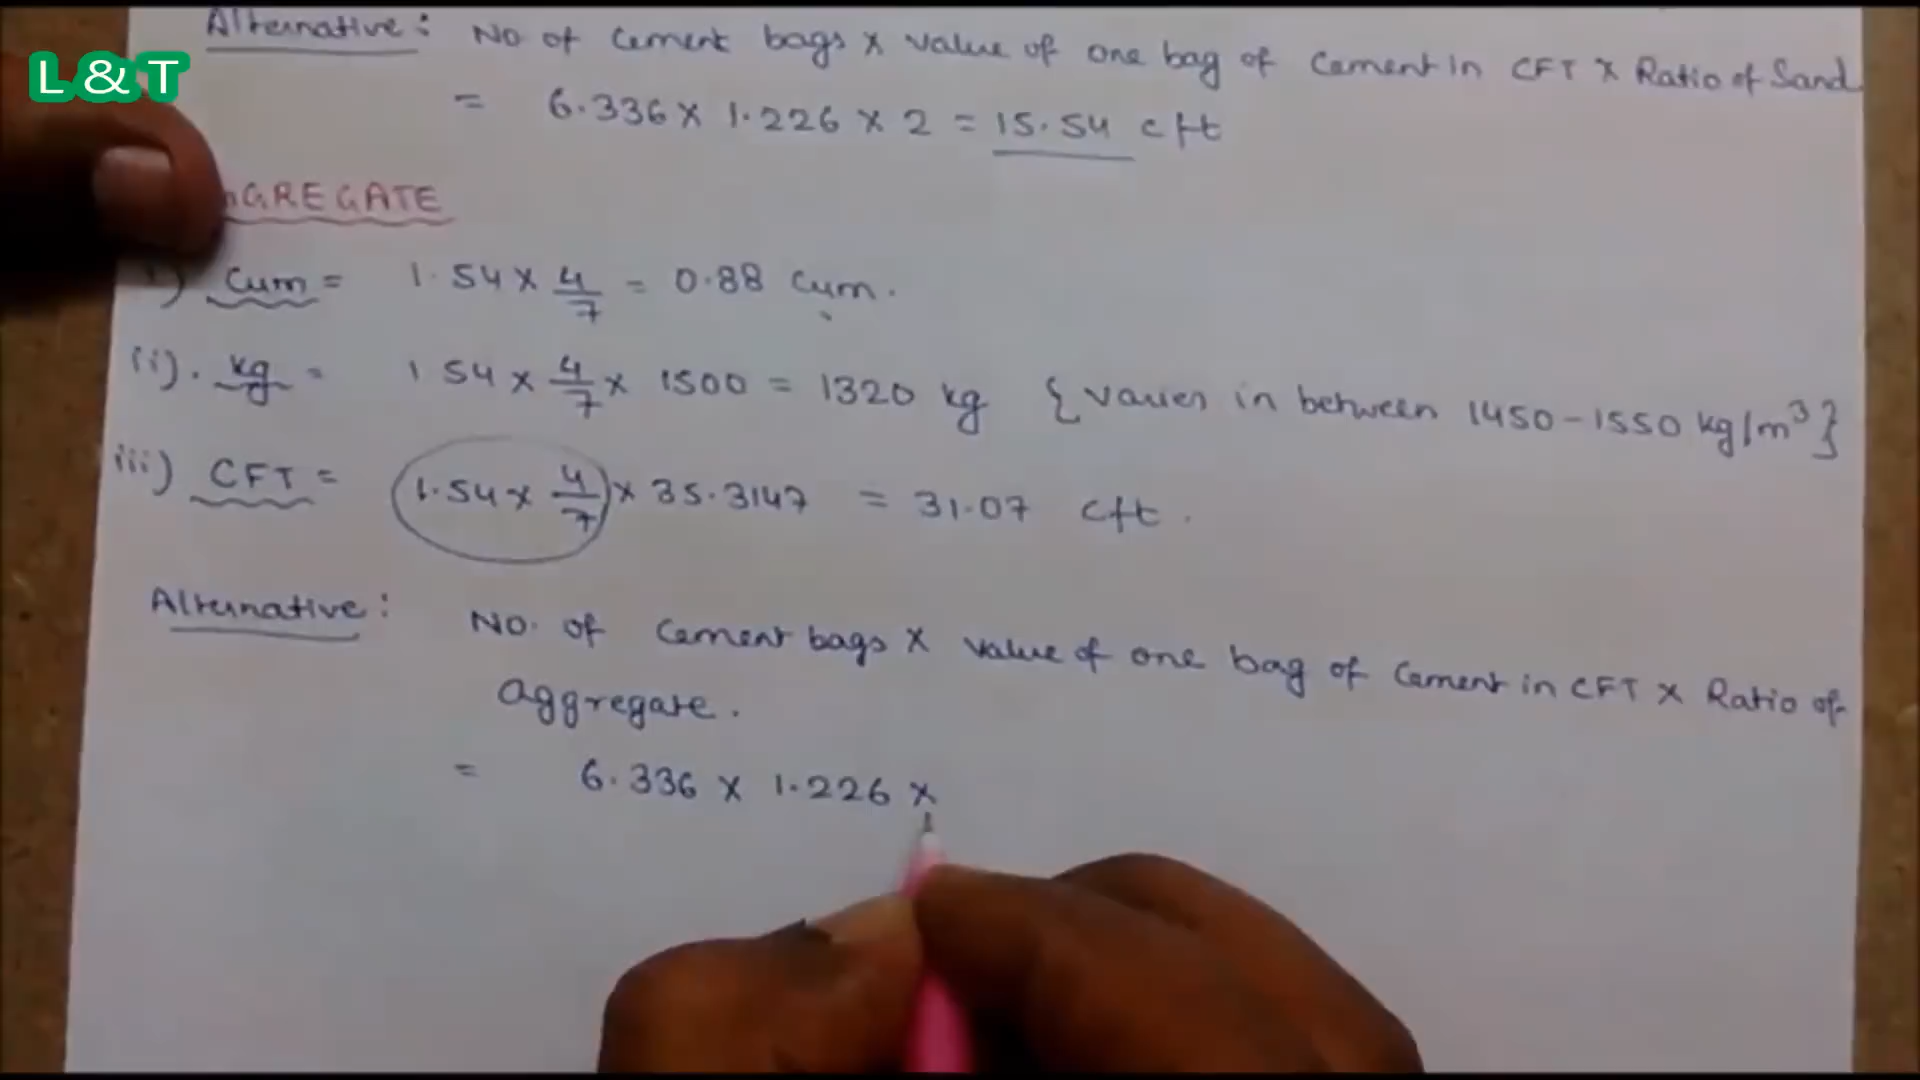 Alternative: No of Cement bags x value of one bag of Cement in CFT x Ratio of Sand
L&T
= 6.336 x 1.226 x 2 = 15.54 cft
GREGATE
i) Cum = 1.54 x 4/7 = 0.88 Cum.
ii). kg = 1.54 x 4/7 x 1500 = 1320 kg {varies in between 1450-1550 kg/m³}
iii) CFT = 1.54 x 4/7 x 35.3147 = 31.07 cft.
Alternative: No. of Cement bags x value of one bag of Cement in CFT x Ratio of
aggregate.
= 6.336 x 1.226 x